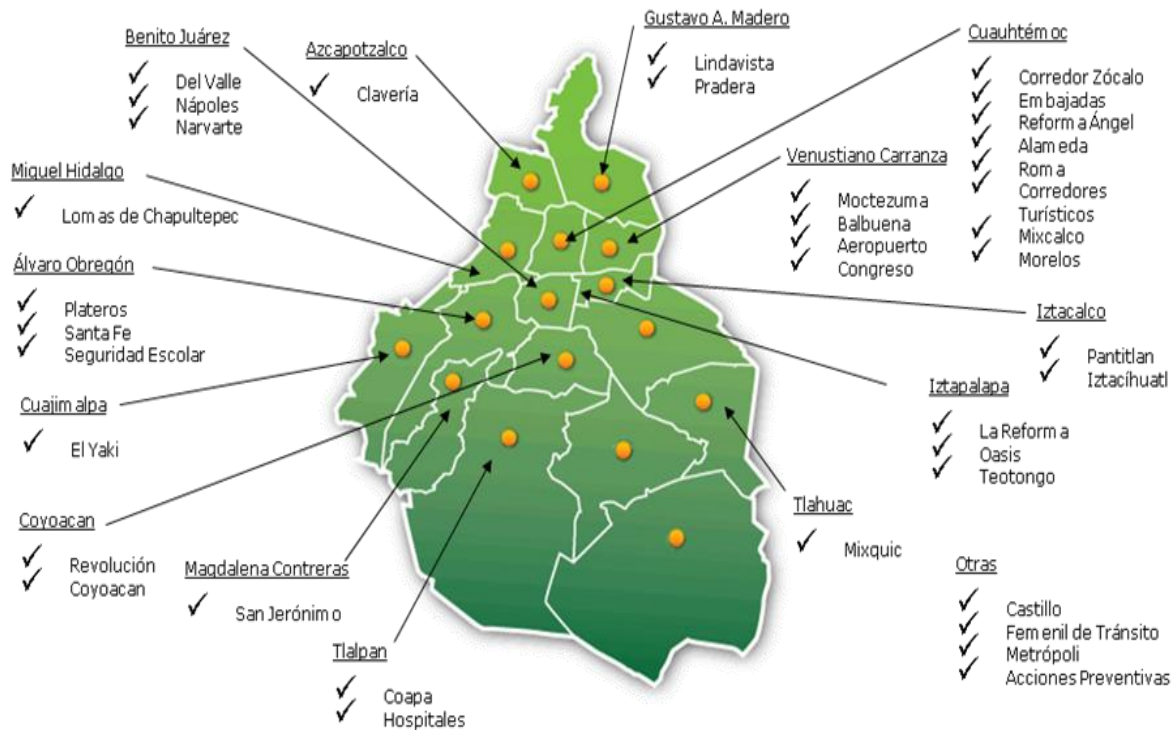 Benito Juárez
Del Valle
Nápoles
Narvarte
Azcapotzalco
Clavería
Gustavo A. Madero
Lindavista
Pradera
Cuauhtémoc
Corredor Zócalo
Embajadas
Reforma Ángel
Alameda
Roma
Corredores
Turísticos
Mixcalco
Morelos
Miguel Hidalgo
Lomas de Chapultepec
Venustiano Carranza
Moctezuma
Balbuena
Aeropuerto
Congreso
Álvaro Obregón
Plateros
Santa Fe
Seguridad Escolar
Iztacalco
Pantitlan
Iztacíhuatl
Cuajimalpa
El Yaki
Iztapalapa
La Reforma
Oasis
Teotongo
Coyoacan
Revolución
Coyoacan
Magdalena Contreras
San Jerónimo
Tlahuac
Mixquic
Tlalpan
Coapa
Hospitales
Otras
Castillo
Femenil de Tránsito
Metrópoli
Acciones Preventivas